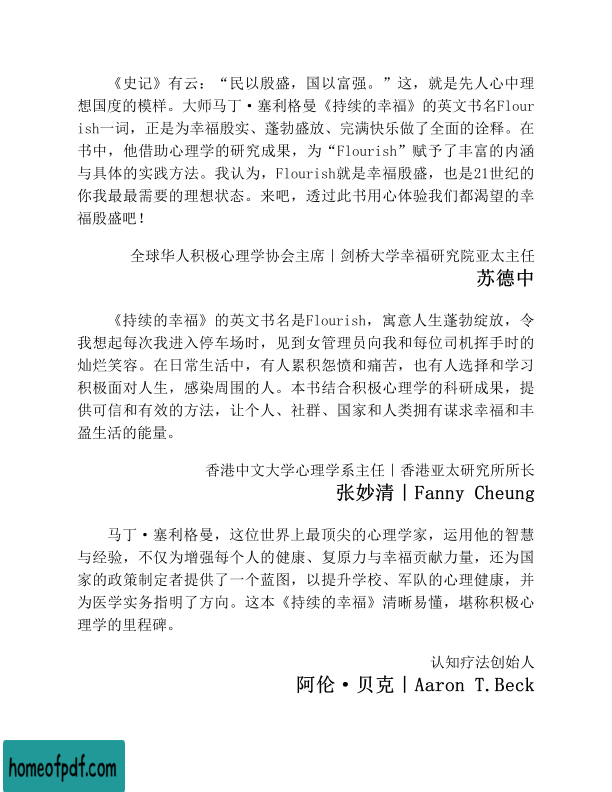 《史记》有云：“民以殷盛，国以富强。”这，就是先人心中理
想国度的模样。大师马丁·塞利格曼《持续的幸福》的英文书名Flour
ish一词，正是为幸福殷实、蓬勃盛放、完满快乐做了全面的诠释。在
书中，他借助心理学的研究成果，为“Flourish”赋予了丰富的内涵
与具体的实践方法。我认为，Flourish就是幸福殷盛，也是21世纪的
你我最最需要的理想状态。来吧，透过此书用心体验我们都渴望的幸
福殷盛吧！
全球华人积极心理学协会主席｜剑桥大学幸福研究院亚太主任
苏德中
《持续的幸福》的英文书名是Flourish，寓意人生蓬勃绽放，令
我想起每次我进入停车场时，见到女管理员向我和每位司机挥手时的
灿烂笑容。在日常生活中，有人累积怨愤和痛苦，也有人选择和学习
积极面对人生，感染周围的人。本书结合积极心理学的科研成果，提
供可信和有效的方法，让个人、社群、国家和人类拥有谋求幸福和丰
盈生活的能量。
香港中文大学心理学系主任｜香港亚太研究所所长
张妙清｜Fanny Cheung
马丁·塞利格曼，这位世界上最顶尖的心理学家，运用他的智慧
与经验，不仅为增强每个人的健康、复原力与幸福贡献力量，还为国
家的政策制定者提供了一个蓝图，以提升学校、军队的心理健康，并
为医学实务指明了方向。这本《持续的幸福》清晰易懂，堪称积极心
理学的里程碑。
认知疗法创始人
阿伦·贝克｜Aaron T.Beck
homeofpdf.com